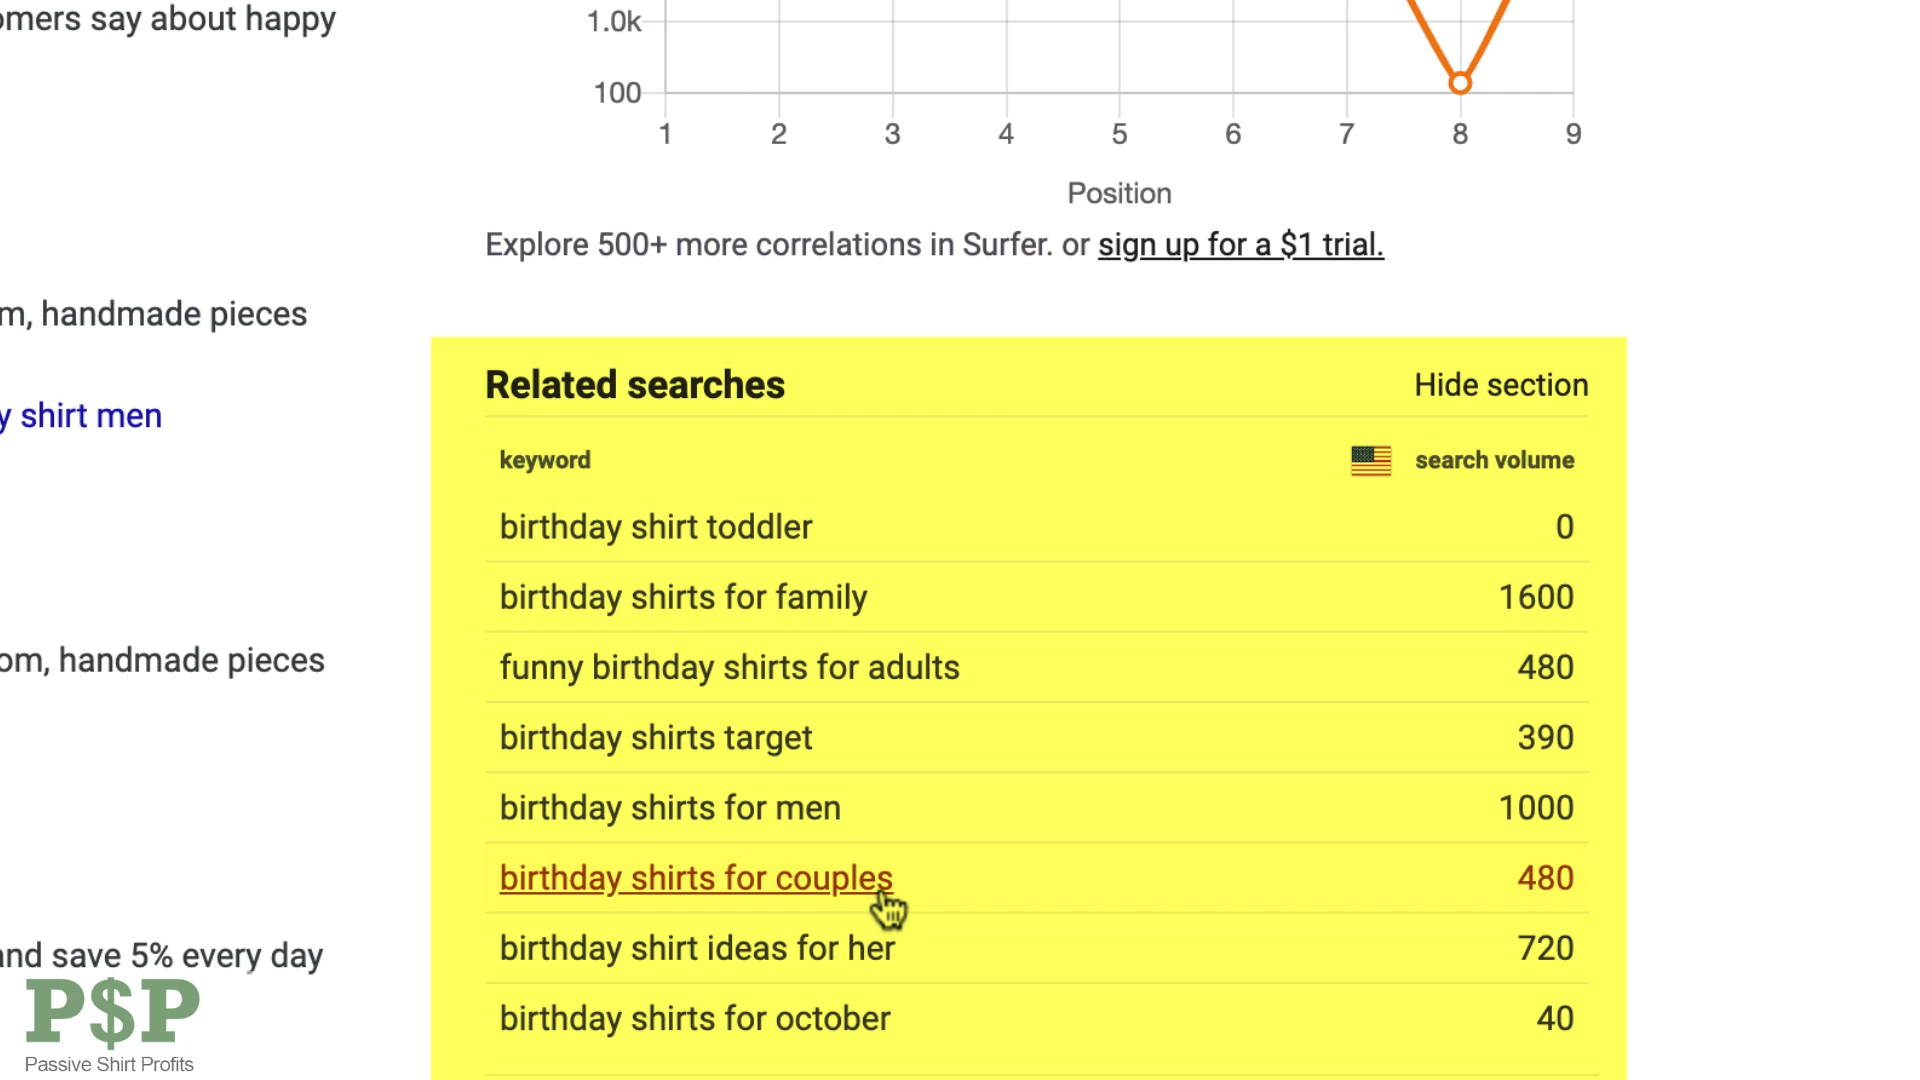 omers say about happy
1.0k
100
1 2 3 4 5 6 7 8 9
Position
Explore 500+ more correlations in Surfer. or sign up for a $1 trial.
m, handmade pieces
y shirt men
om, handmade pieces
and save 5% every day
Related searches Hide section
keyword search volume
birthday shirt toddler 0
birthday shirts for family 1600
funny birthday shirts for adults 480
birthday shirts target 390
birthday shirts for men 1000
birthday shirts for couples 480
birthday shirt ideas for her 720
birthday shirts for october 40
P$P
Passive Shirt Profits